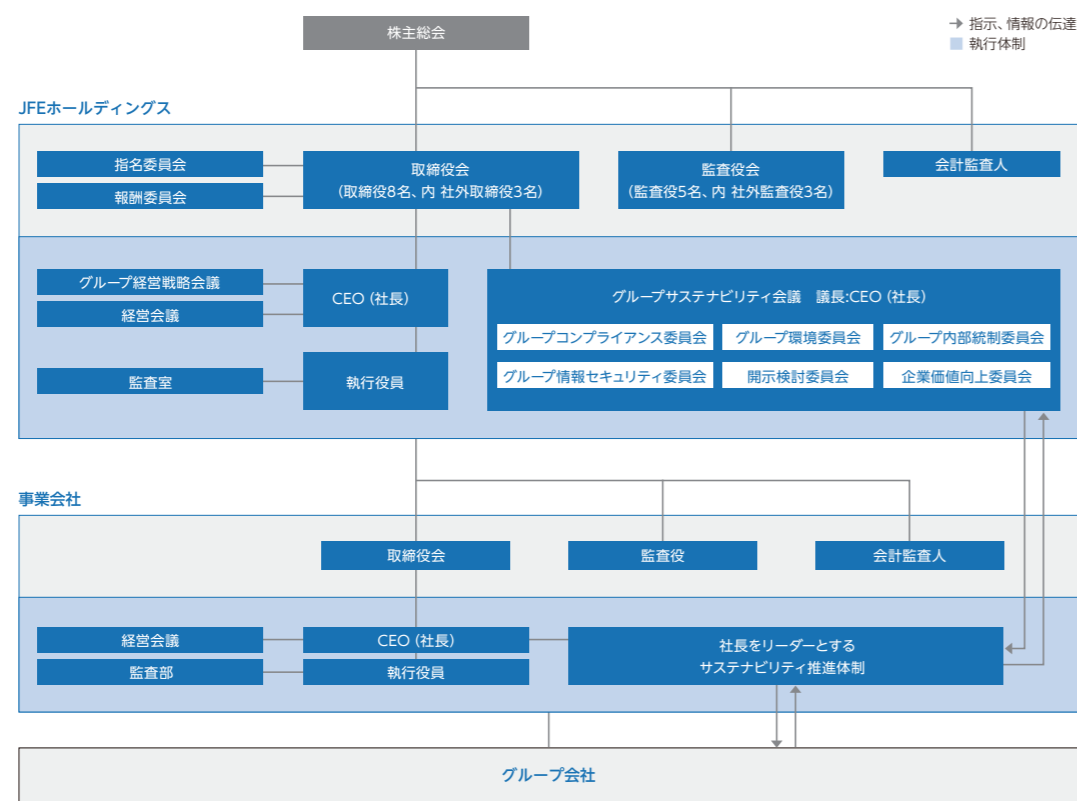 株主総会
→ 指示、情報の伝達
執行体制
JFEホールディングス
指名委員会
報酬委員会
取締役会
(取締役8名、内 社外取締役3名)
監査役会
(監査役5名、内 社外監査役3名)
会計監査人
グループ経営戦略会議
経営会議
CEO (社長)
監査室
執行役員
グループサステナビリティ会議 議長:CEO (社長)
グループコンプライアンス委員会
グループ環境委員会
グループ内部統制委員会
グループ情報セキュリティ委員会
開示検討委員会
企業価値向上委員会
事業会社
取締役会
監査役
会計監査人
経営会議
CEO (社長)
監査部
執行役員
社長をリーダーとする
サステナビリティ推進体制
グループ会社